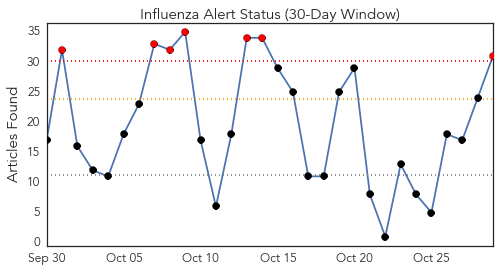 Influenza Alert Status (30-Day Window)
Articles Found
35
30
25
20
15
10
5
0
Sep 30 Oct 05 Oct 10 Oct 15 Oct 20 Oct 25